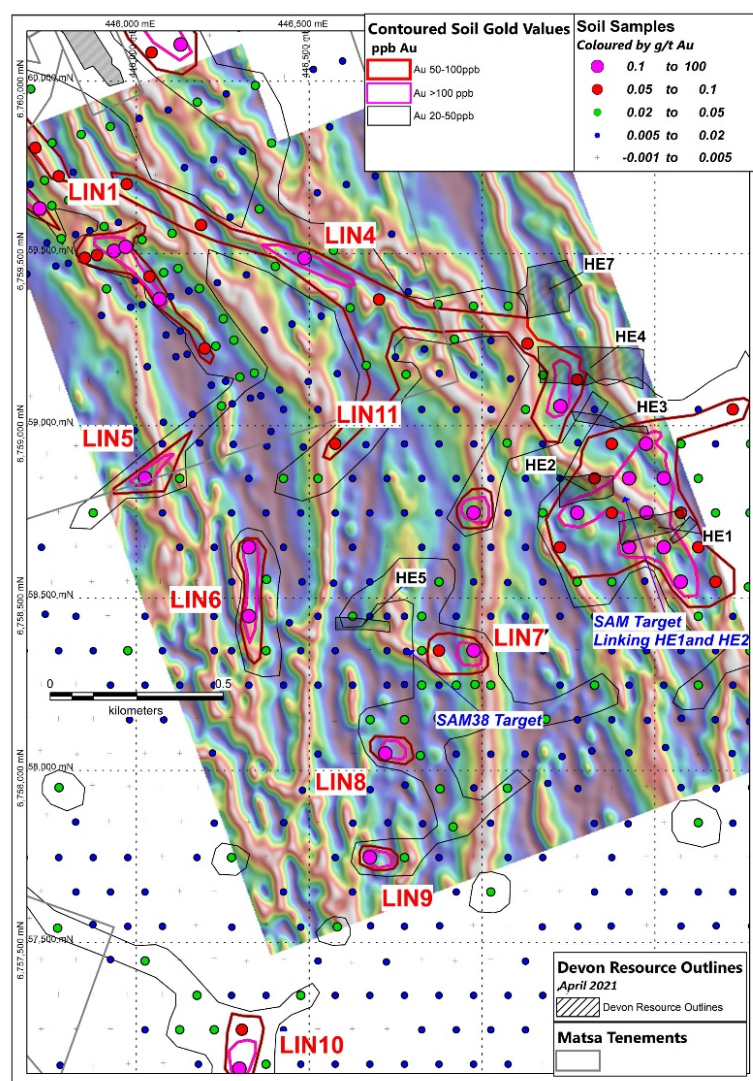 446,000 mE
446,500 mE
Contoured Soil Gold Values
ppb Au
Au 50-100ppb
Au >100 ppb
Au 20-50ppb
Soil Samples
Coloured by g/t Au
0.1 to 100
0.05 to 0.1
0.02 to 0.05
0.005 to 0.02
-0.001 to 0.005
6,760,000 mN
LIN1
LIN4
6,759,500 mN
HE7
HE4
HE3
6,759,000 mN
LIN11
LIN5
HE2
HE1
HE5
6,758,500 mN
LIN6
SAM Target
Linking HE1and HE2
LIN7
0 0.5
kilometers
SAM38 Target
6,758,000 mN
LIN8
LIN9
6,757,500 mN
Devon Resource Outlines
,April 2021
Devon Resource Outlines
Matsa Tenements
LIN10